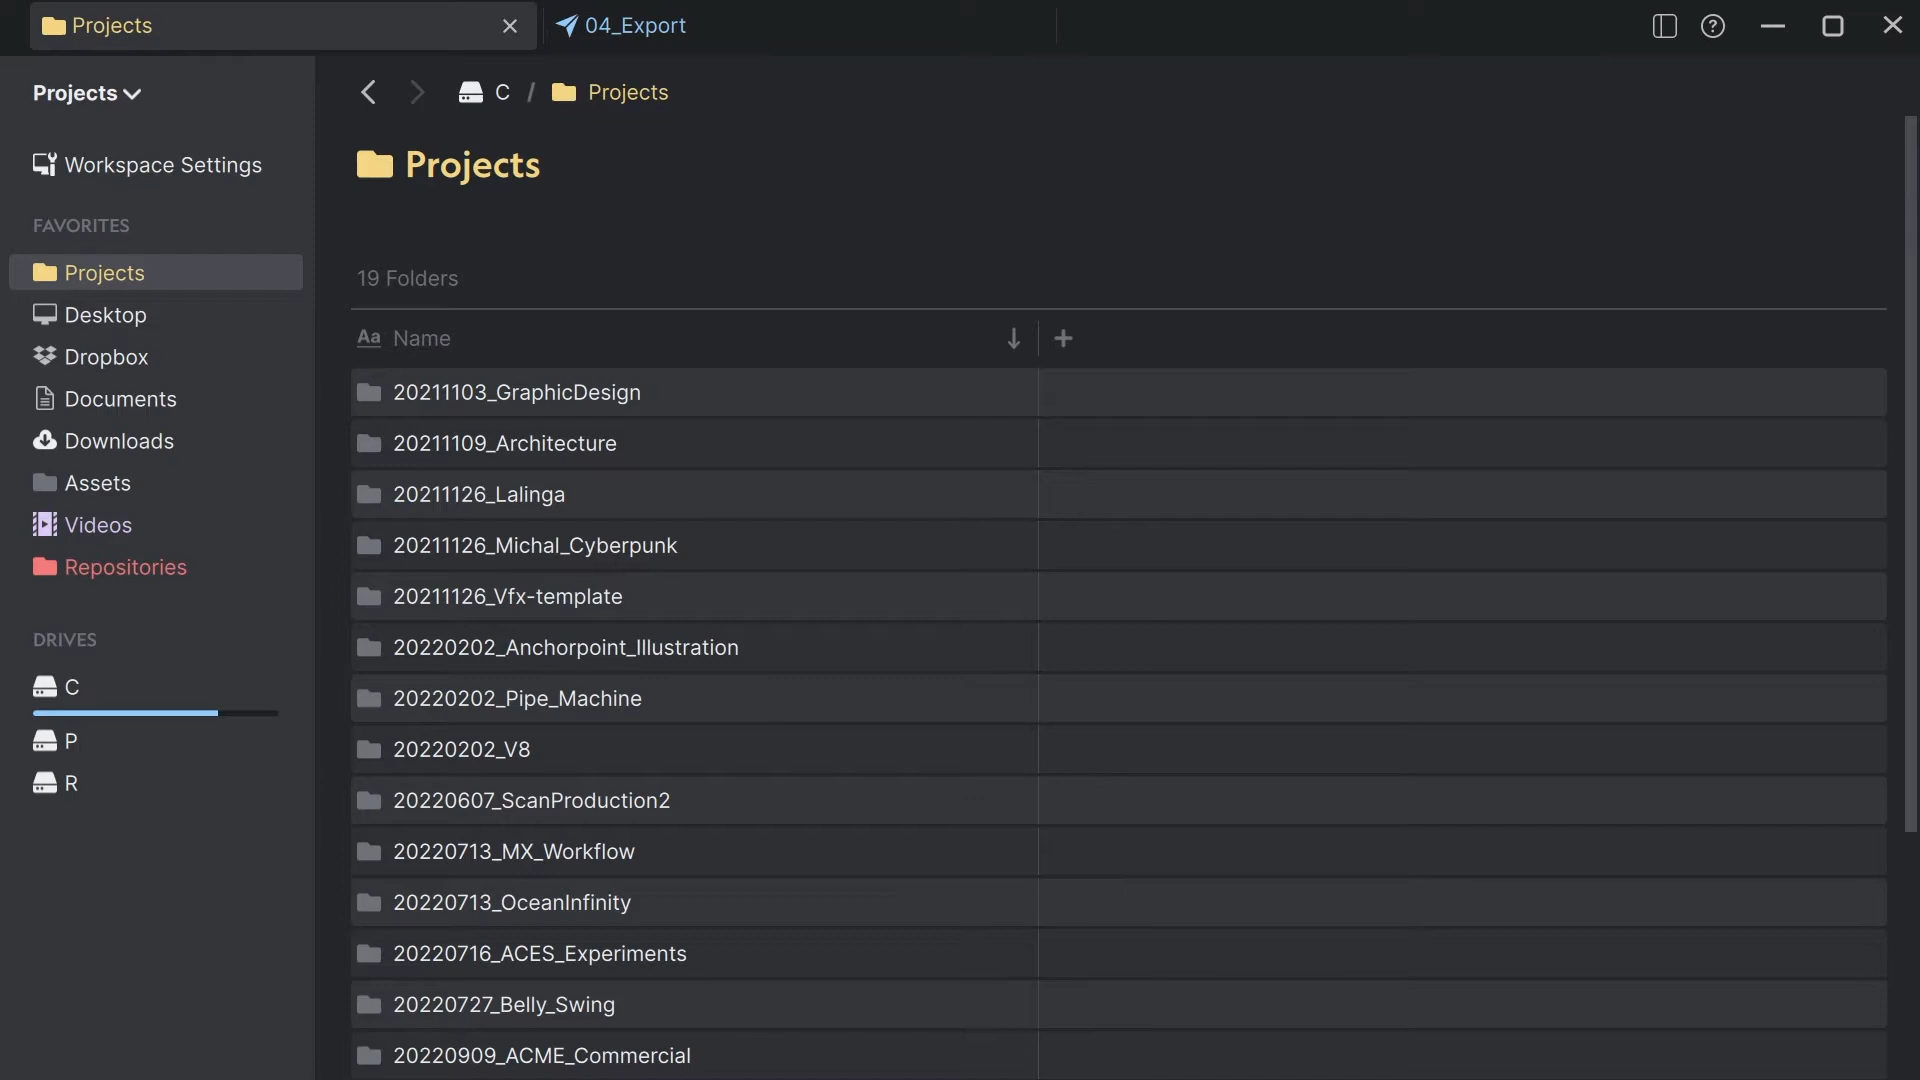 Projects
04_Export
Projects
C / Projects
Workspace Settings
Projects
FAVORITES
Projects
Desktop
Dropbox
Documents
Downloads
Assets
Videos
Repositories
DRIVES
C
P
R
19 Folders
Aa Name
20211103_GraphicDesign
20211109_Architecture
20211126_Lalinga
20211126_Michal_Cyberpunk
20211126_Vfx-template
20220202_Anchorpoint_Illustration
20220202_Pipe_Machine
20220202_V8
20220607_ScanProduction2
20220713_MX_Workflow
20220713_OceanInfinity
20220716_ACES_Experiments
20220727_Belly_Swing
20220909_ACME_Commercial